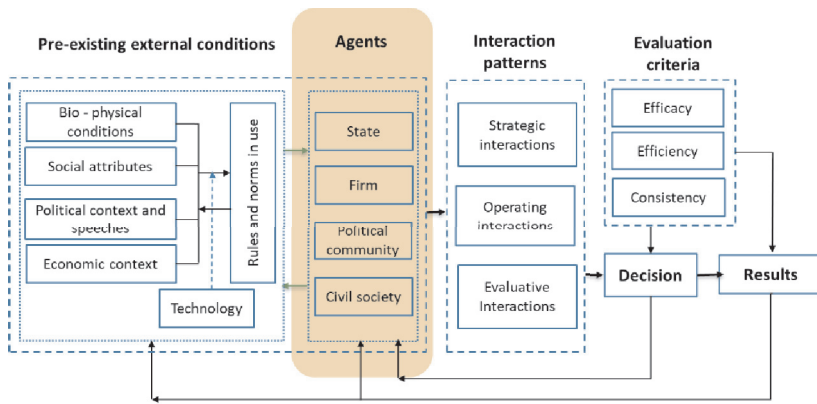 Pre-existing external conditions
Agents
Interaction
patterns
Evaluation
criteria
Bio - physical
conditions
Social attributes
Political context and
speeches
Economic context
Rules and norms in use
Technology
State
Firm
Political
community
Civil society
Strategic
interactions
Operating
interactions
Evaluative
Interactions
Efficacy
Efficiency
Consistency
Decision
Results